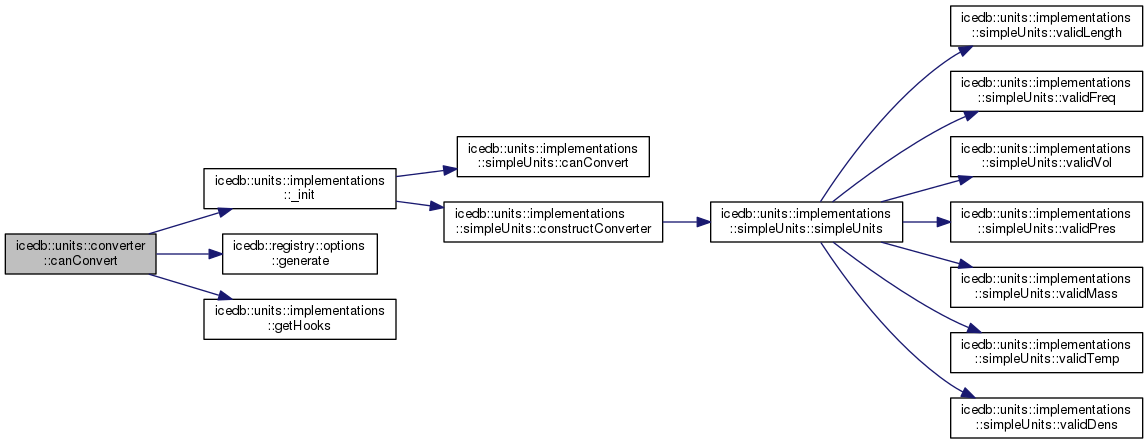 icedb::units::converter
::canConvert
icedb::units::implementations
::_init
icedb::registry::options
::generate
icedb::units::implementations
::getHooks
icedb::units::implementations
::simpleUnits::canConvert
icedb::units::implementations
::simpleUnits::constructConverter
icedb::units::implementations
::simpleUnits::simpleUnits
icedb::units::implementations
::simpleUnits::validLength
icedb::units::implementations
::simpleUnits::validFreq
icedb::units::implementations
::simpleUnits::validVol
icedb::units::implementations
::simpleUnits::validPres
icedb::units::implementations
::simpleUnits::validMass
icedb::units::implementations
::simpleUnits::validTemp
icedb::units::implementations
::simpleUnits::validDens